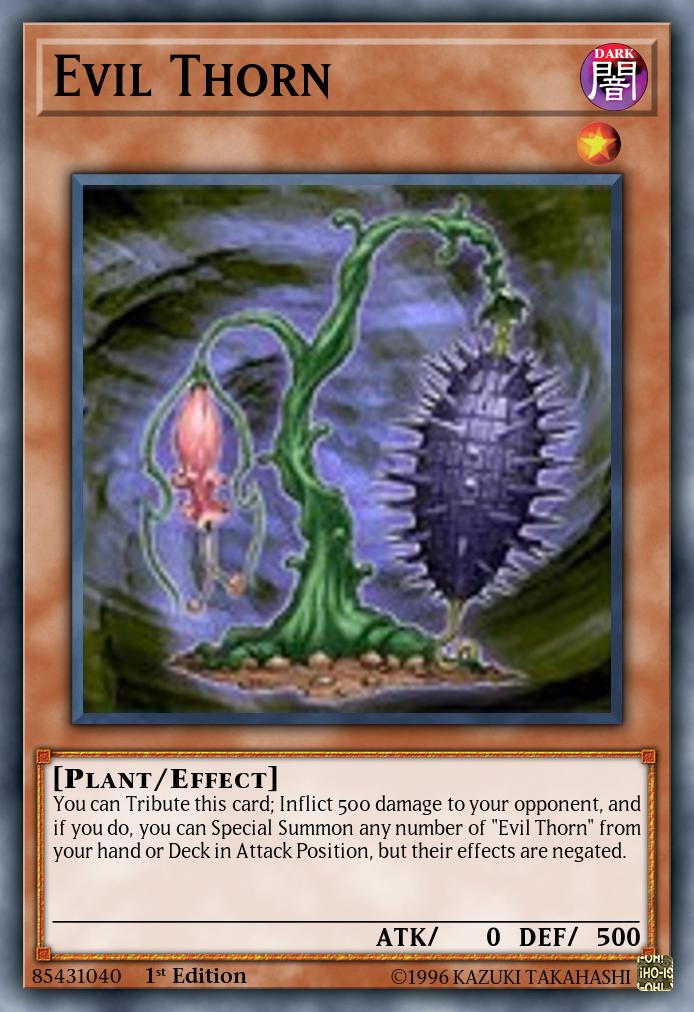 Evil Thorn
DARK
闇
[Plant/Effect]
You can Tribute this card; Inflict 500 damage to your opponent, and
if you do, you can Special Summon any number of "Evil Thorn" from
your hand or Deck in Attack Position, but their effects are negated.
ATK/ 0 DEF/ 500
85431040 1st Edition ©1996 KAZUKI TAKAHASHI